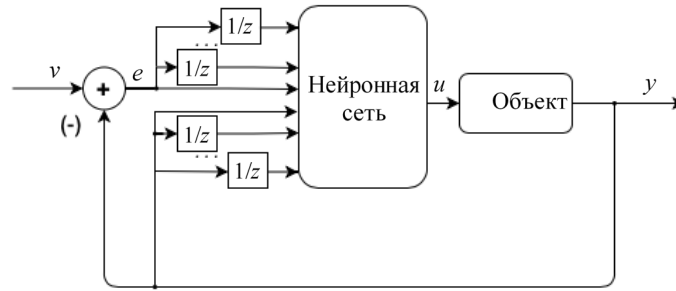 1/z
...
v
e
1/z
+
(-)
Нейронная
сеть
u
Объект
y
1/z
...
1/z